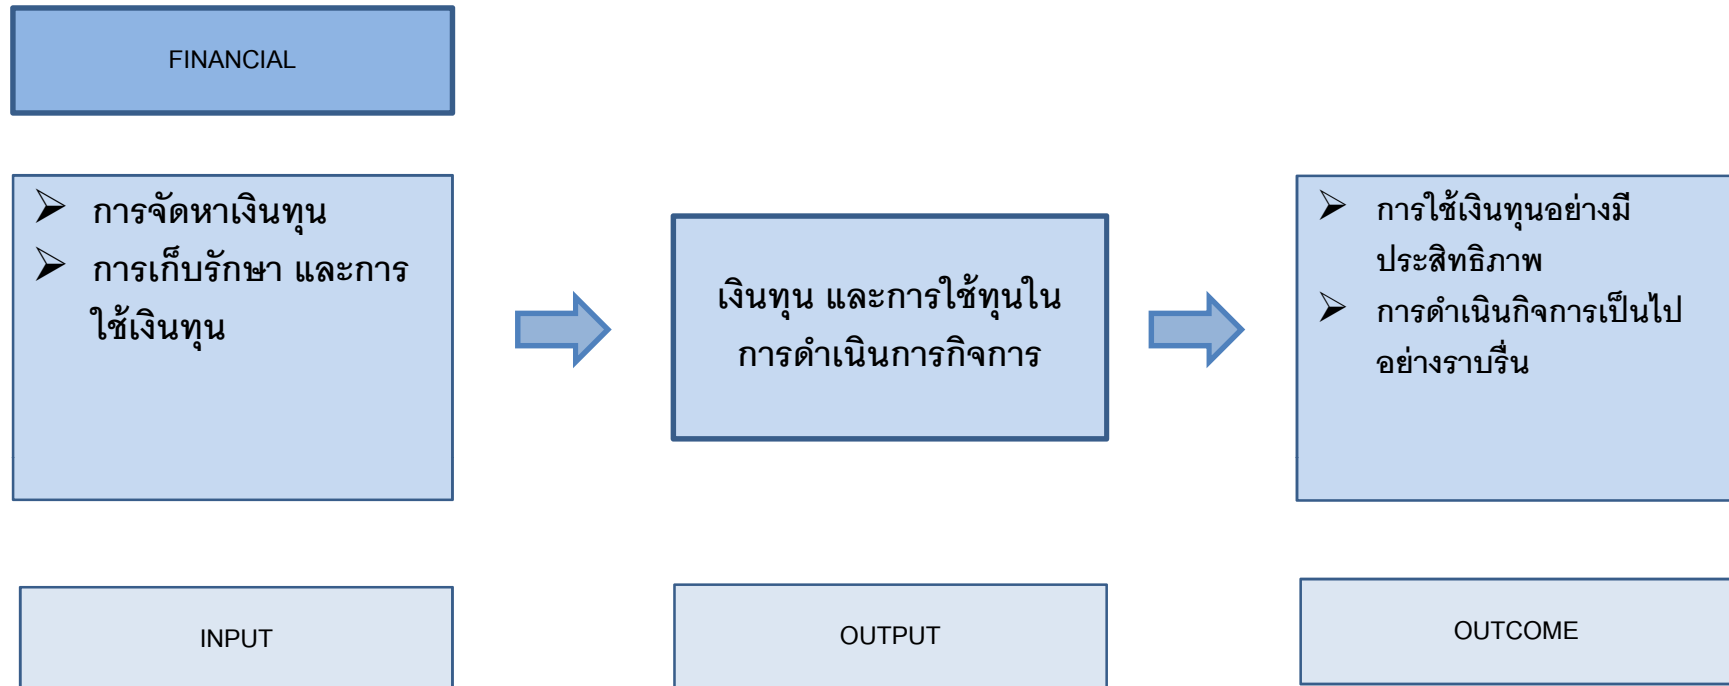 FINANCIAL
➢ การจัดหาเงินทุน
➢ การเก็บรักษา และการ
ใช้เงินทุน
เงินทุน และการใช้ทุนใน
การดำเนินการกิจการ
➢ การใช้เงินทุนอย่างมี
ประสิทธิภาพ
➢ การดำเนินกิจการเป็นไป
อย่างราบรื่น
INPUT
OUTPUT
OUTCOME